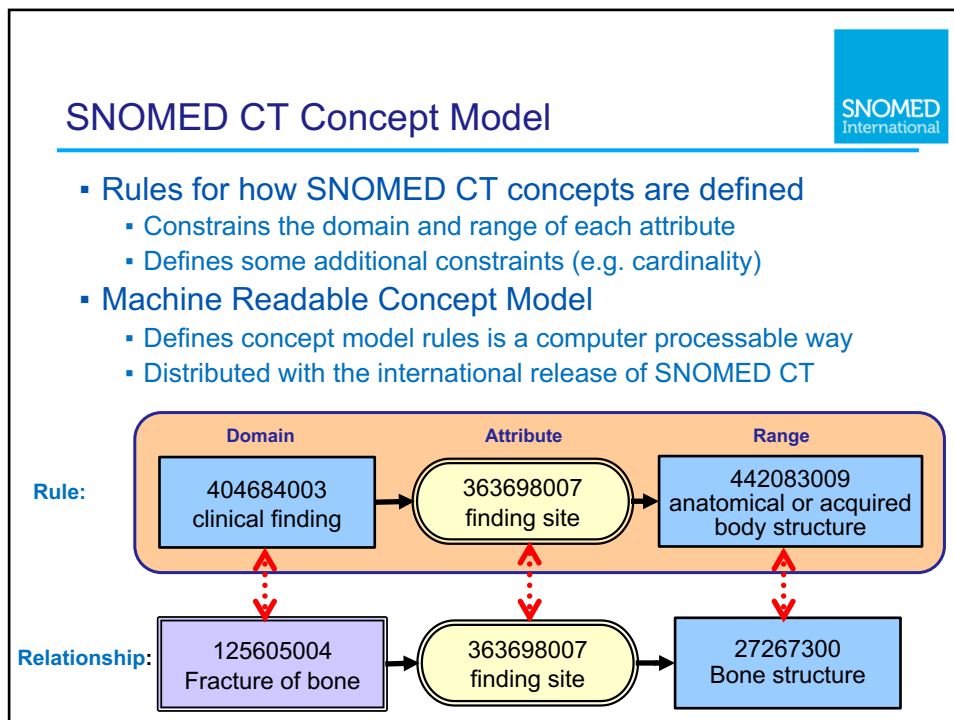 SNOMED
International
SNOMED CT Concept Model
▪ Rules for how SNOMED CT concepts are defined
▪ Constrains the domain and range of each attribute
▪ Defines some additional constraints (e.g. cardinality)
▪ Machine Readable Concept Model
▪ Defines concept model rules is a computer processable way
▪ Distributed with the international release of SNOMED CT
Domain Attribute Range
Rule:
404684003
clinical finding
363698007
finding site
442083009
anatomical or acquired
body structure
Relationship:
125605004
Fracture of bone
363698007
finding site
27267300
Bone structure